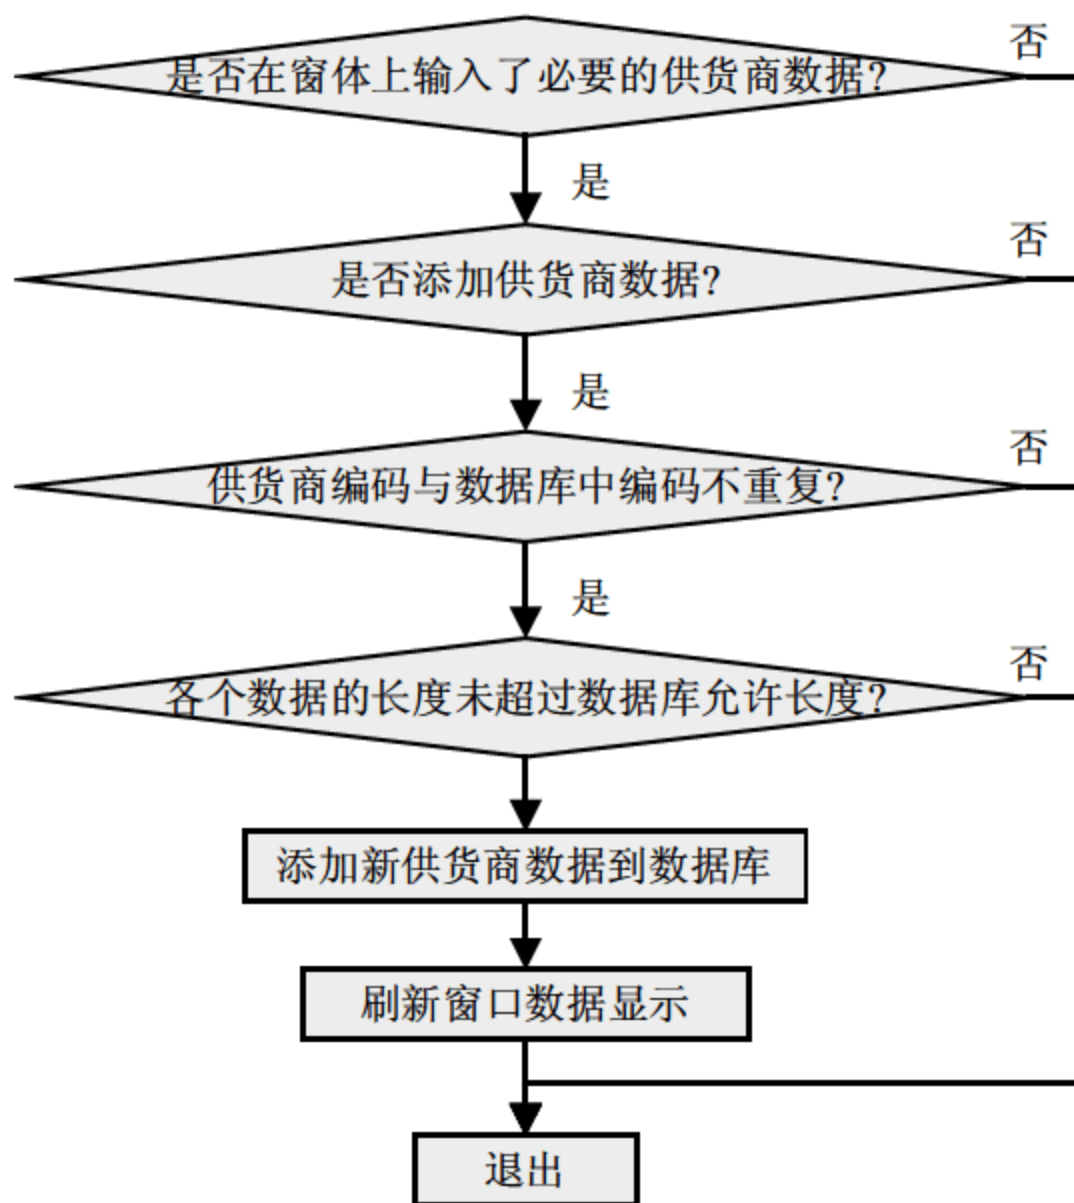 是否在窗体上输入了必要的供货商数据?
否
是
是否添加供货商数据?
否
是
供货商编码与数据库中编码不重复?
否
是
各个数据的长度未超过数据库允许长度?
否
添加新供货商数据到数据库
刷新窗口数据显示
退出